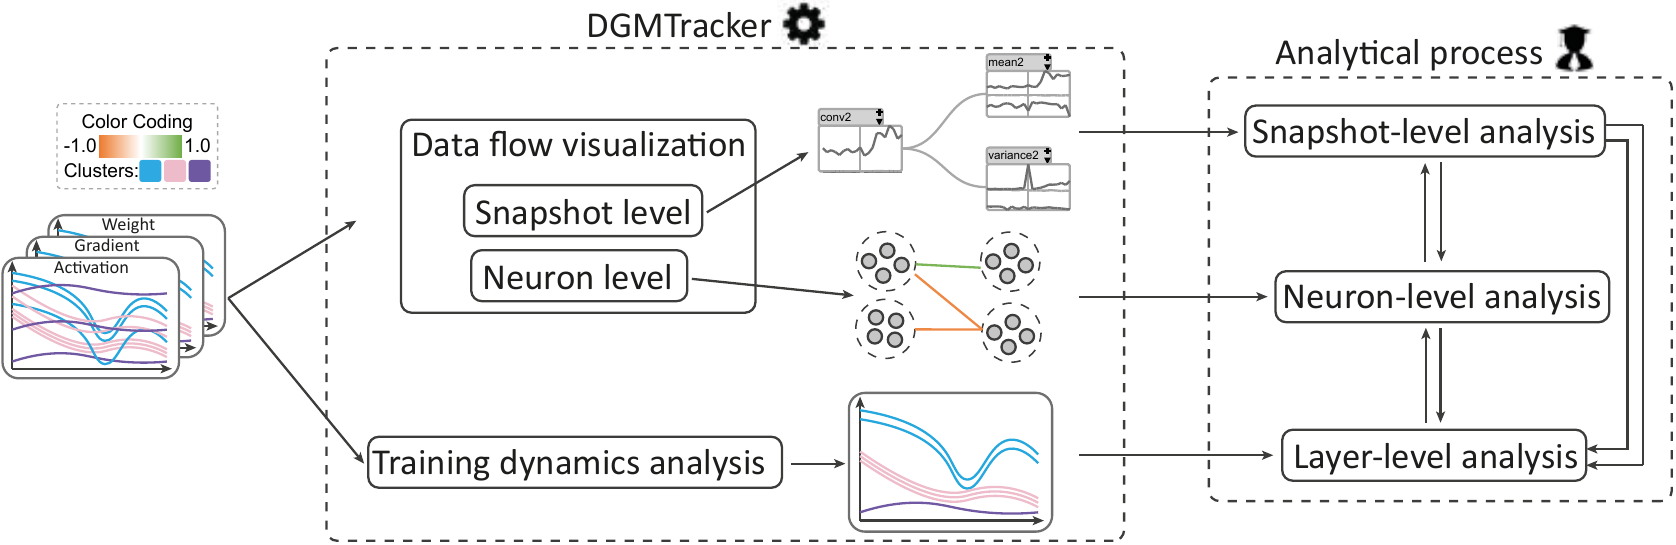 DGMTracker
Analytical process
Color Coding
-1.0 1.0
Clusters:
Weight
Gradient
Activation
Data flow visualization
Snapshot level
Neuron level
Training dynamics analysis
conv2
mean2
variance2
Snapshot-level analysis
Neuron-level analysis
Layer-level analysis